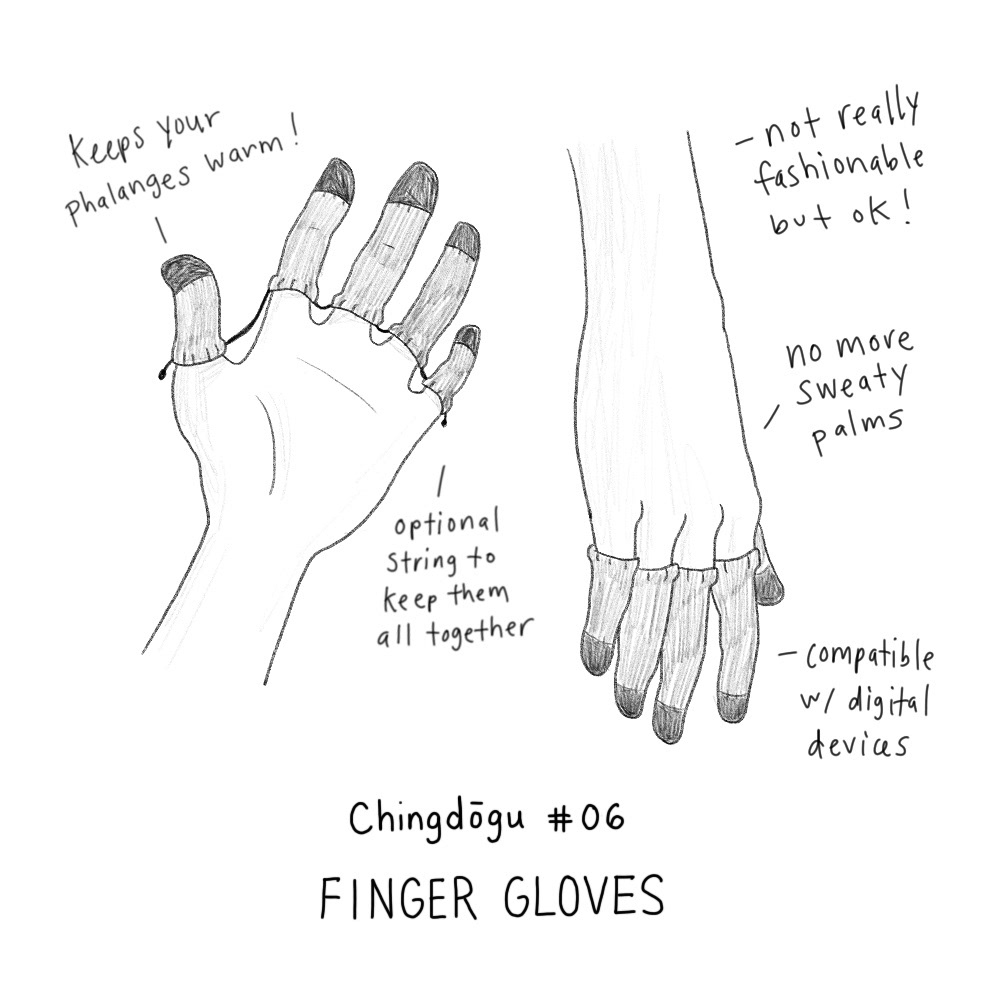 Keeps your
phalanges warm!
- not really
fashionable
but ok!
no more
sweaty
palms
optional
string to
keep them
all together
- compatible
w/ digital
devices
Chingdōgu #06
FINGER GLOVES